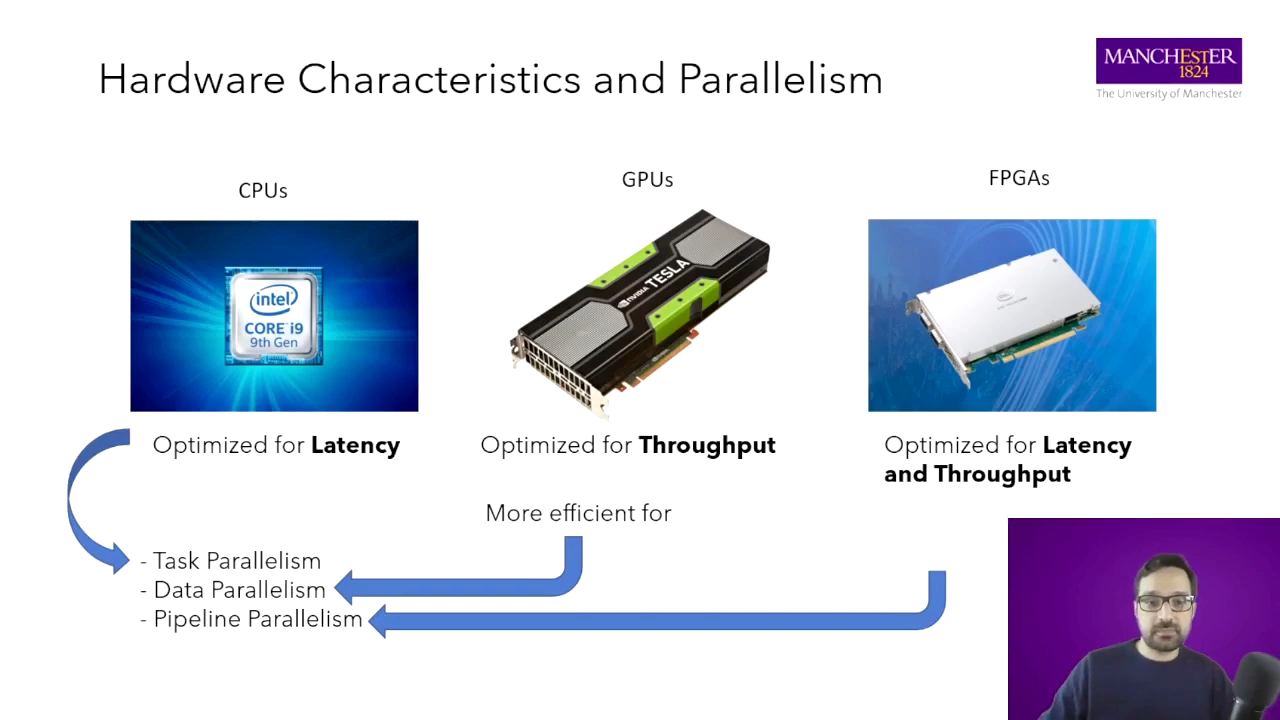 Hardware Characteristics and Parallelism
MANCHESTER
1824
The University of Manchester
CPUs
GPUs
FPGAs
intel
CORE i9
9th Gen
NVIDIA TESLA
Optimized for Latency
Optimized for Throughput
Optimized for Latency
and Throughput
More efficient for
- Task Parallelism
- Data Parallelism
- Pipeline Parallelism